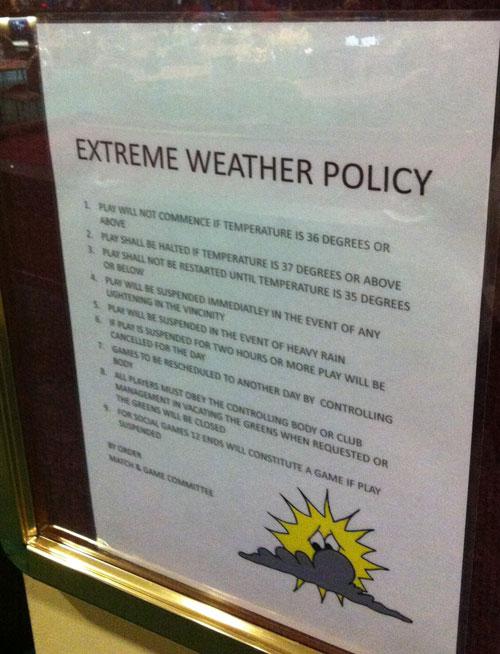 EXTREME WEATHER POLICY
1. PLAY WILL NOT COMMENCE IF TEMPERATURE IS 36 DEGREES OR
ABOVE
2. PLAY SHALL BE HALTED IF TEMPERATURE IS 37 DEGREES OR ABOVE
3. PLAY SHALL NOT BE RESTARTED UNTIL TEMPERATURE IS 35 DEGREES
OR BELOW
4. PLAY WILL BE SUSPENDED IMMEDIATLEY IN THE EVENT OF ANY
LIGHTENING IN THE VINCINITY
5. PLAY WILL BE SUSPENDED IN THE EVENT OF HEAVY RAIN
6. IF PLAY IS SUSPENDED FOR TWO HOURS OR MORE PLAY WILL BE
CANCELLED FOR THE DAY
7. GAMES TO BE RESCHEDULED TO ANOTHER DAY BY CONTROLLING
BODY
8. ALL PLAYERS MUST OBEY THE CONTROLLING BODY OR CLUB
MANAGEMENT IN VACATING THE GREENS WHEN REQUESTED OR
THE GREENS WILL BE CLOSED
9. FOR SOCIAL GAMES 12 ENDS WILL CONSTITUTE A GAME IF PLAY
SUSPENDED
BY ORDER
MATCH & GAME COMMITTEE